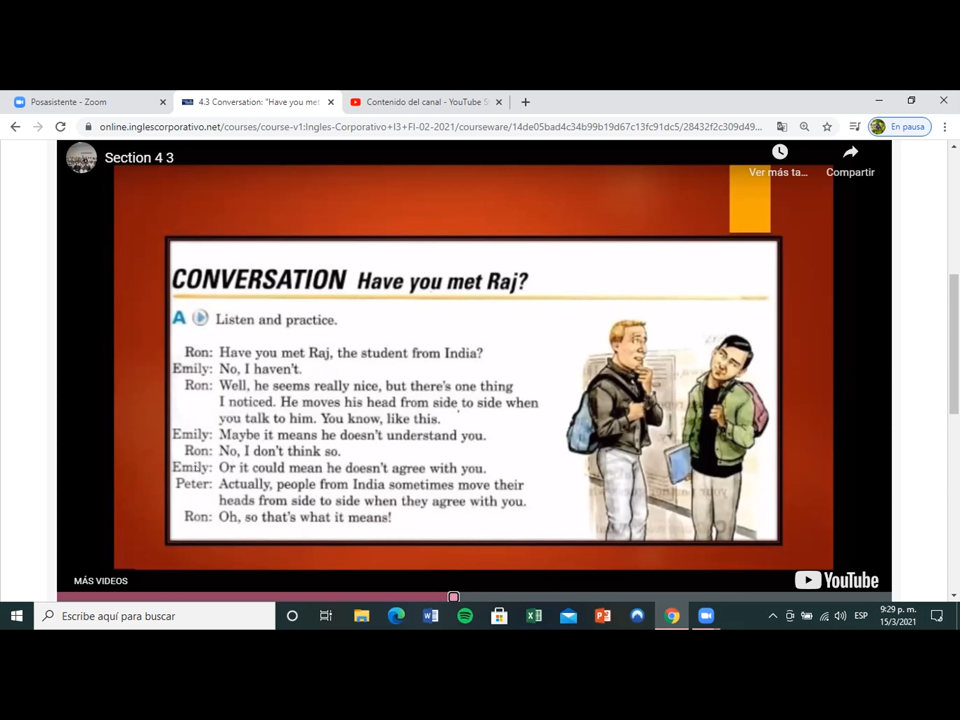 Posasistente - Zoom
4.3 Conversation: "Have you met
Contenido del canal - YouTube S
online.inglescorporativo.net/courses/course-v1:Ingles-Corporativo+I3+FI-02-2021/courseware/14de05bad4c34b99b19d67c13fc91dc5/28432f2c309d49...
En pausa
Section 4 3
Ver más ta...
Compartir
CONVERSATION Have you met Raj?
A Listen and practice.
Ron: Have you met Raj, the student from India?
Emily: No, I haven't.
Ron: Well, he seems really nice, but there's one thing
I noticed. He moves his head from side to side when
you talk to him. You know, like this.
Emily: Maybe it means he doesn't understand you.
Ron: No, I don't think so.
Emily: Or it could mean he doesn't agree with you.
Peter: Actually, people from India sometimes move their
heads from side to side when they agree with you.
Ron: Oh, so that's what it means!
MÁS VIDEOS
YouTube
Escribe aquí para buscar
ESP
9:29 p. m.
15/3/2021